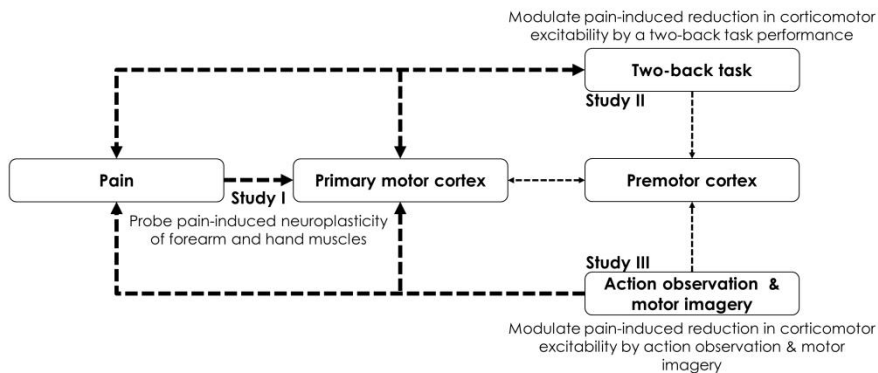 Modulate pain-induced reduction in corticomotor
excitability by a two-back task performance
Two-back task
Study II
Pain
Primary motor cortex
Premotor cortex
Study I
Probe pain-induced neuroplasticity
of forearm and hand muscles
Study III
Action observation &
motor imagery
Modulate pain-induced reduction in corticomotor
excitability by action observation & motor
imagery